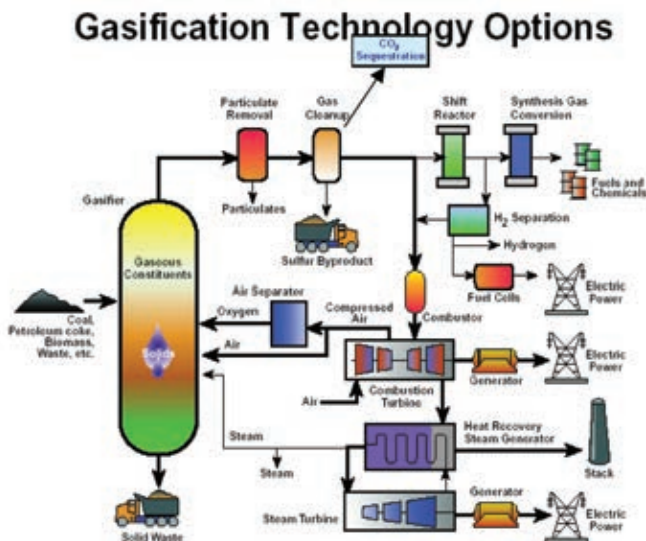 Gasification Technology Options
CO₂
Sequestration
Particulate
Removal
Gas
Cleanup
Shift
Reactor
Synthesis Gas
Conversion
Gasifier
Particulates
Fuels and
Chemicals
H₂ Separation
Sulfur Byproduct
Hydrogen
Gaseous
Constituents
Air Separator
Compressed
Air
Fuel Cells
Electric
Power
Oxygen
Combustor
Coal,
Petroleum coke,
Biomass,
Waste, etc.
Solids
Air
Generator
Electric
Power
Air
Combustion
Turbine
Steam
Heat Recovery
Steam Generator
Steam
Stack
Generator
Steam Turbine
Electric
Power
Solid Waste